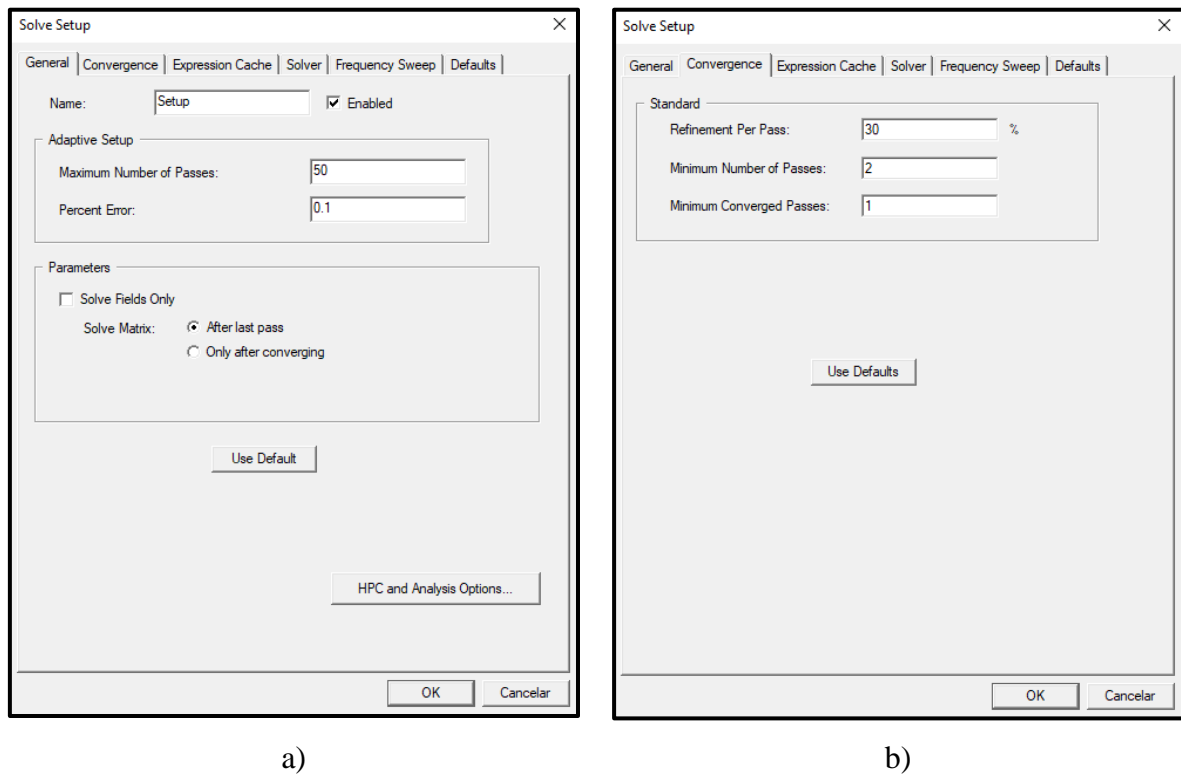 Solve Setup
General Convergence Expression Cache Solver Frequency Sweep Defaults
Name: Setup Enabled
Adaptive Setup
Maximum Number of Passes: 50
Percent Error: 0.1
Parameters
Solve Fields Only
Solve Matrix: After last pass
Only after converging
Use Default
HPC and Analysis Options...
OK Cancelar
a)
Solve Setup
General Convergence Expression Cache Solver Frequency Sweep Defaults
Standard
Refinement Per Pass: 30 %
Minimum Number of Passes: 2
Minimum Converged Passes: 1
Use Defaults
OK Cancelar
b)